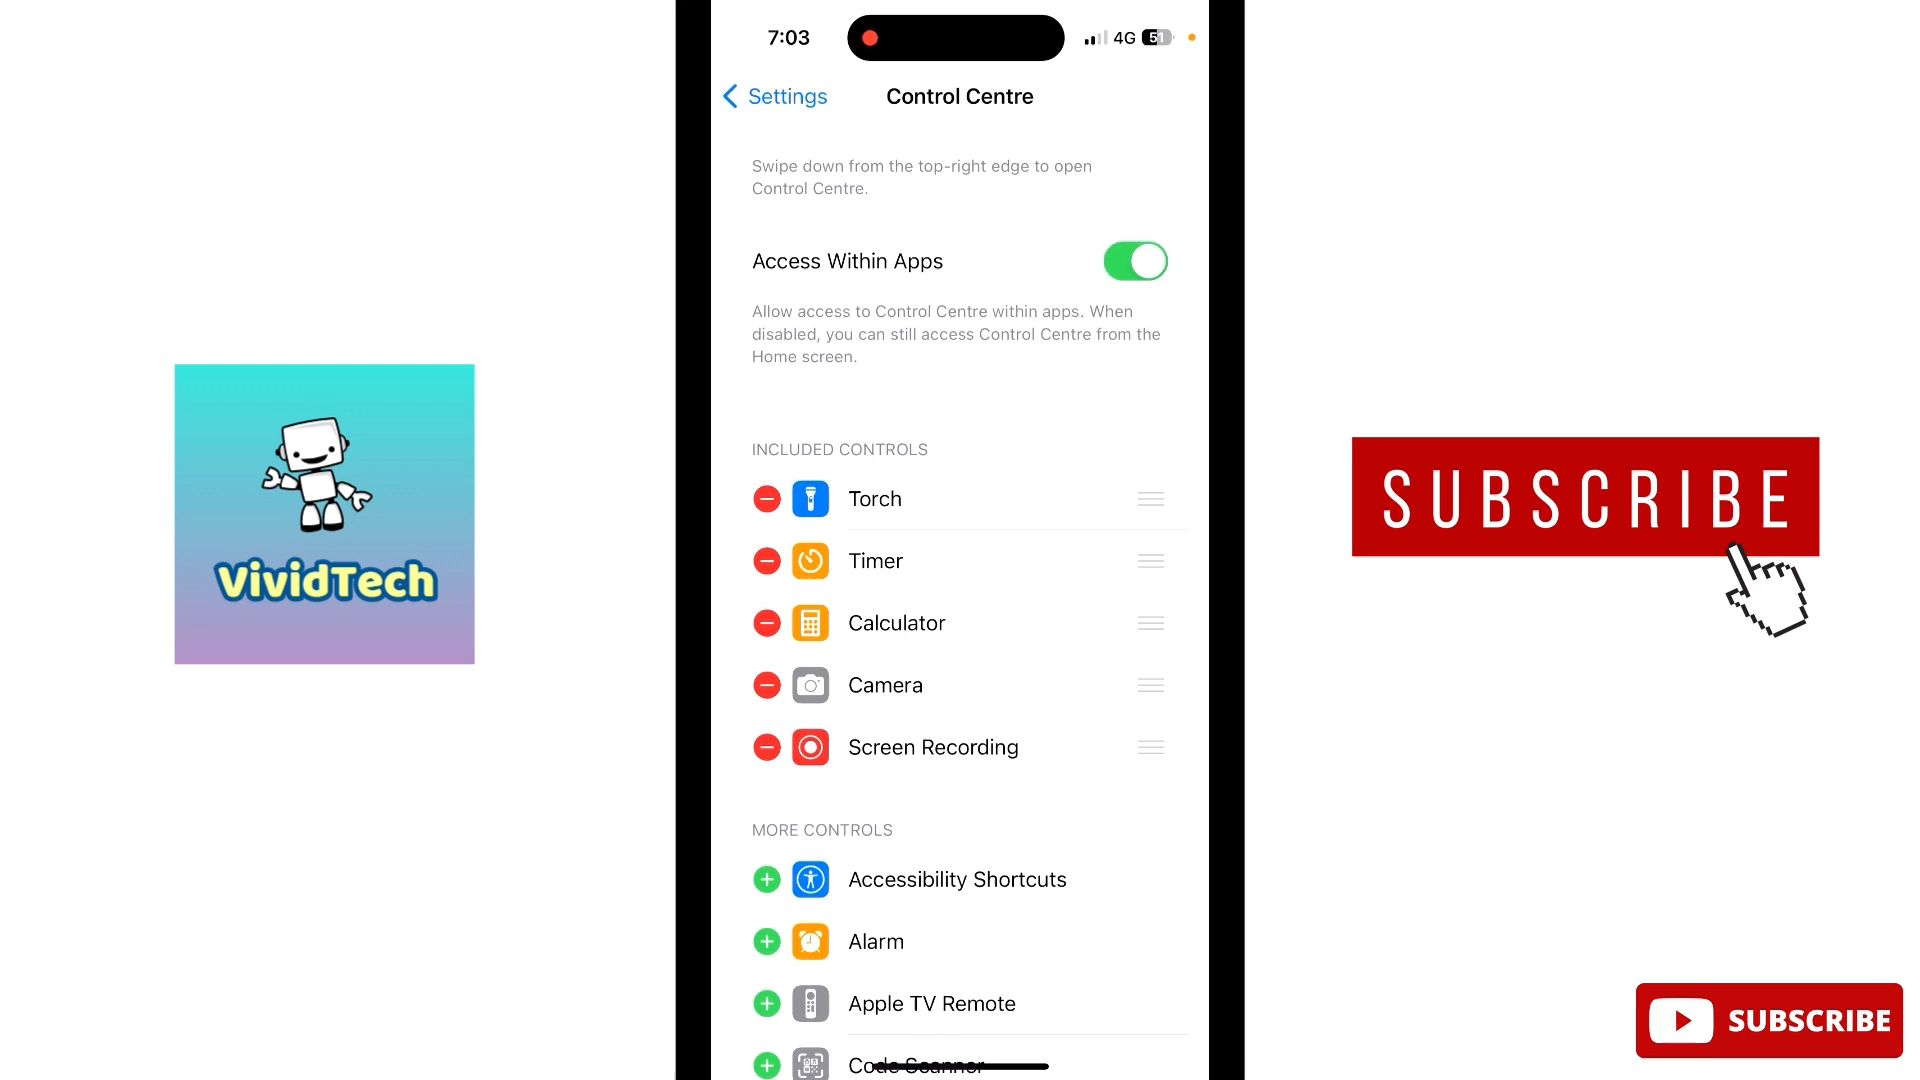 7:03
4G
51
Settings
Control Centre
Swipe down from the top-right edge to open
Control Centre.
Access Within Apps
Allow access to Control Centre within apps. When
disabled, you can still access Control Centre from the
Home screen.
INCLUDED CONTROLS
Torch
Timer
Calculator
Camera
Screen Recording
MORE CONTROLS
Accessibility Shortcuts
Alarm
Apple TV Remote
Code Scanner
VividTech
SUBSCRIBE
SUBSCRIBE